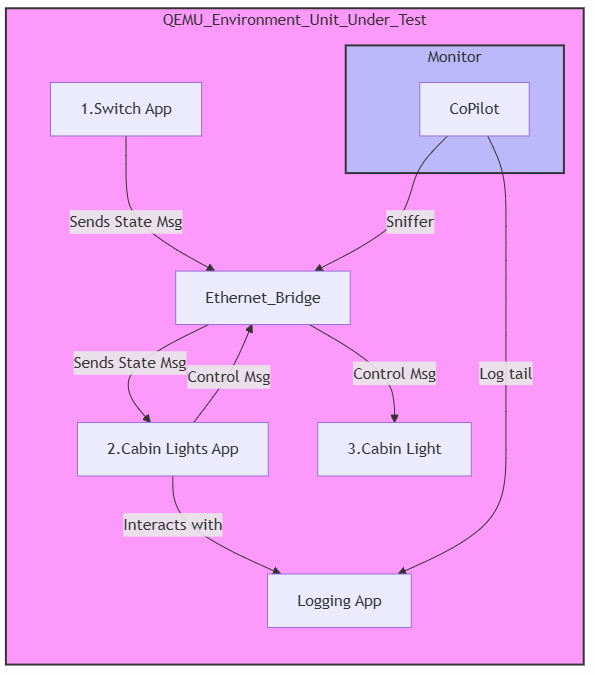 QEMU_Environment_Unit_Under_Test
Monitor
1.Switch App
CoPilot
Sends State Msg
Sniffer
Ethernet_Bridge
Sends State Msg
Control Msg
Control Msg
Log tail
2.Cabin Lights App
3.Cabin Light
Interacts with
Logging App